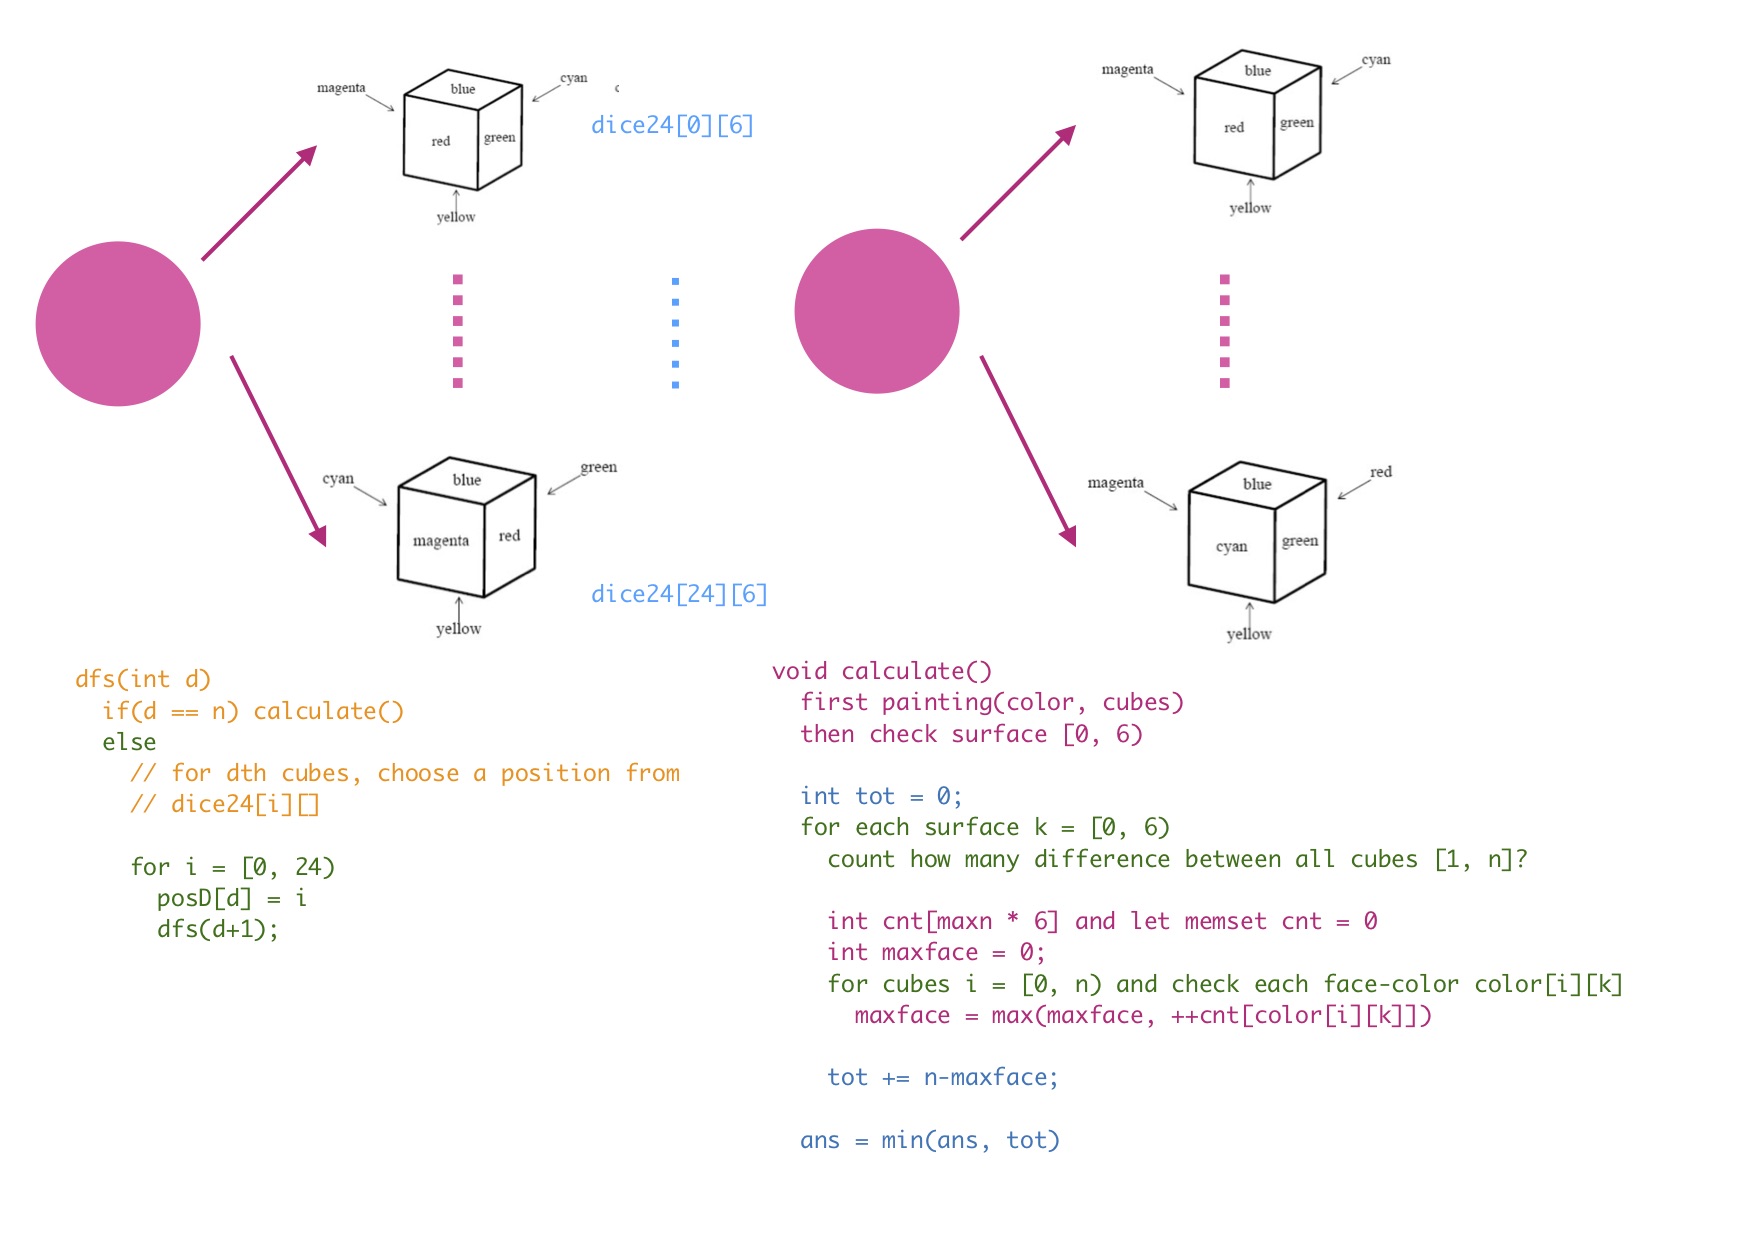 magenta
blue
cyan
c
red
green
yellow
dice24[0][6]
magenta
blue
cyan
red
green
yellow
cyan
blue
green
magenta
red
yellow
dice24[24][6]
magenta
blue
red
cyan
green
yellow
dfs(int d)
if(d == n) calculate()
else
// for dth cubes, choose a position from
// dice24[i][]
for i = [0, 24)
posD[d] = i
dfs(d+1);
void calculate()
first painting(color, cubes)
then check surface [0, 6)
int tot = 0;
for each surface k = [0, 6)
count how many difference between all cubes [1, n]?
int cnt[maxn * 6] and let memset cnt = 0
int maxface = 0;
for cubes i = [0, n) and check each face-color color[i][k]
maxface = max(maxface, ++cnt[color[i][k]])
tot += n-maxface;
ans = min(ans, tot)